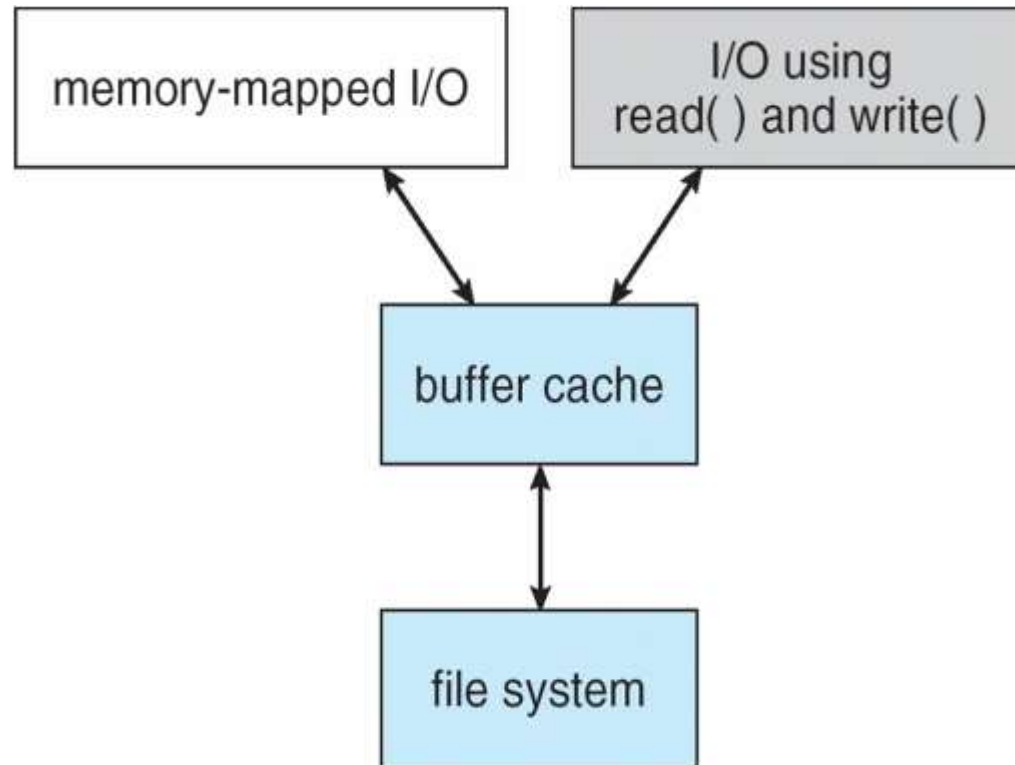 memory-mapped I/O
I/O using
read( ) and write( )
buffer cache
file system